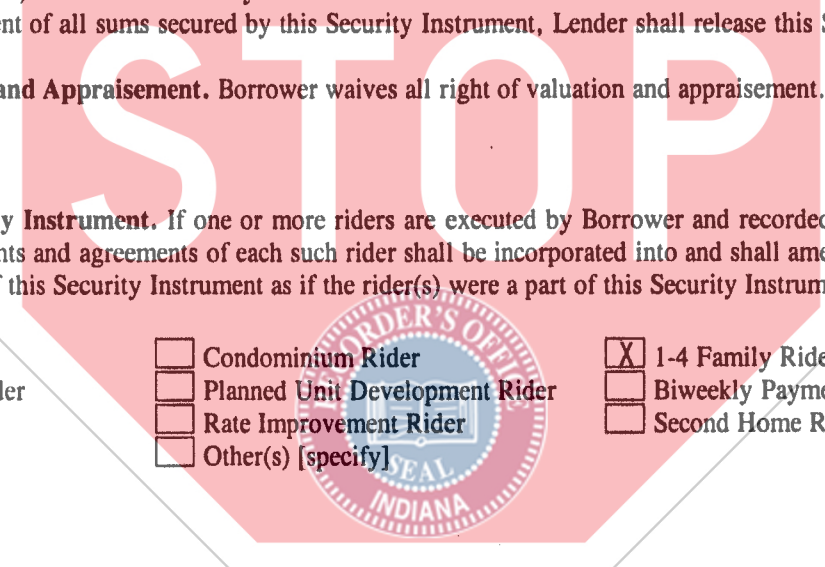 ent of all sums secured by this Security Instrument, Lender shall release this S
and Appraisement. Borrower waives all right of valuation and appraisement.
STOP
y Instrument. If one or more riders are executed by Borrower and recorded
nts and agreements of each such rider shall be incorporated into and shall ame
f this Security Instrument as if the rider(s) were a part of this Security Instrum
Condominium Rider X 1-4 Family Ride
der Planned Unit Development Rider Biweekly Payme
Rate Improvement Rider Second Home R
Other(s) [specify]
RECORDER'S OFFICE
SEAL
INDIANA